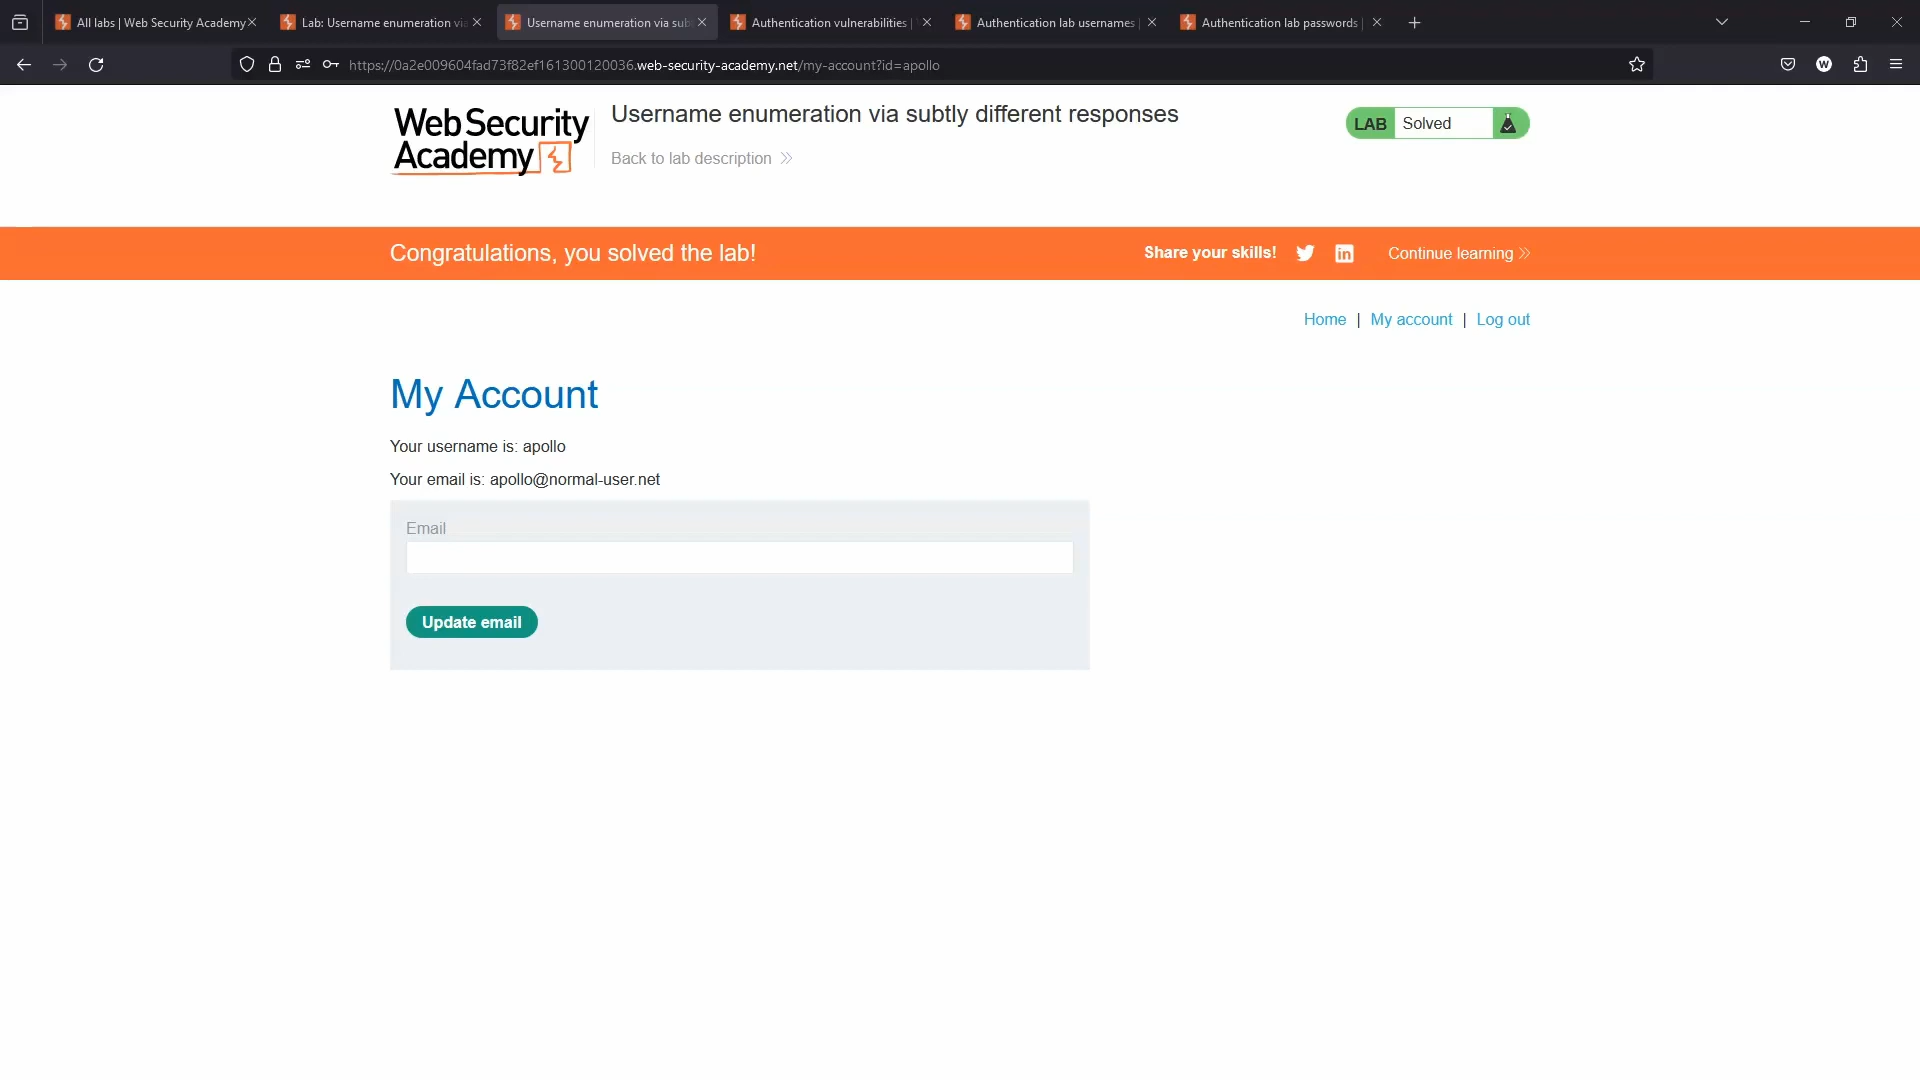 All labs | Web Security Academy
Lab: Username enumeration via
Username enumeration via sub
Authentication vulnerabilities |
Authentication lab usernames |
Authentication lab passwords |
https://0a2e009604fad73f82ef161300120036.web-security-academy.net/my-account?id=apollo
W
Web Security
Academy
Username enumeration via subtly different responses
Back to lab description
LAB Solved
Congratulations, you solved the lab!
Share your skills!
in
Continue learning
Home | My account | Log out
My Account
Your username is: apollo
Your email is: apollo@normal-user.net
Email
Update email